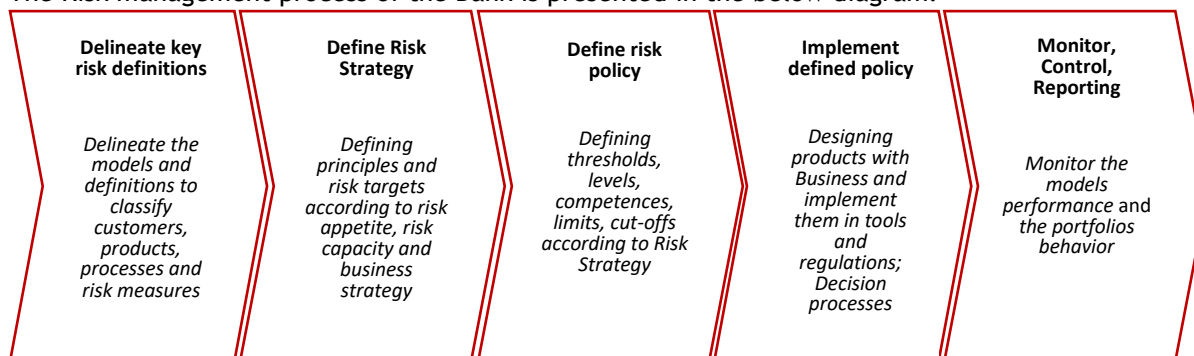 The Risk management process of the Bank is presented in the below diagram:
Delineate key
risk definitions
Delineate the
models and
definitions to
classify
customers,
products,
processes and
risk measures
Define Risk
Strategy
Defining
principles and
risk targets
according to risk
appetite, risk
capacity and
business
strategy
Define risk
policy
Defining
thresholds,
levels,
competences,
limits, cut-offs
according to Risk
Strategy
Implement
defined policy
Designing
products with
Business and
implement
them in tools
and
regulations;
Decision
processes
Monitor,
Control,
Reporting
Monitor the
models
performance and
the portfolios
behavior